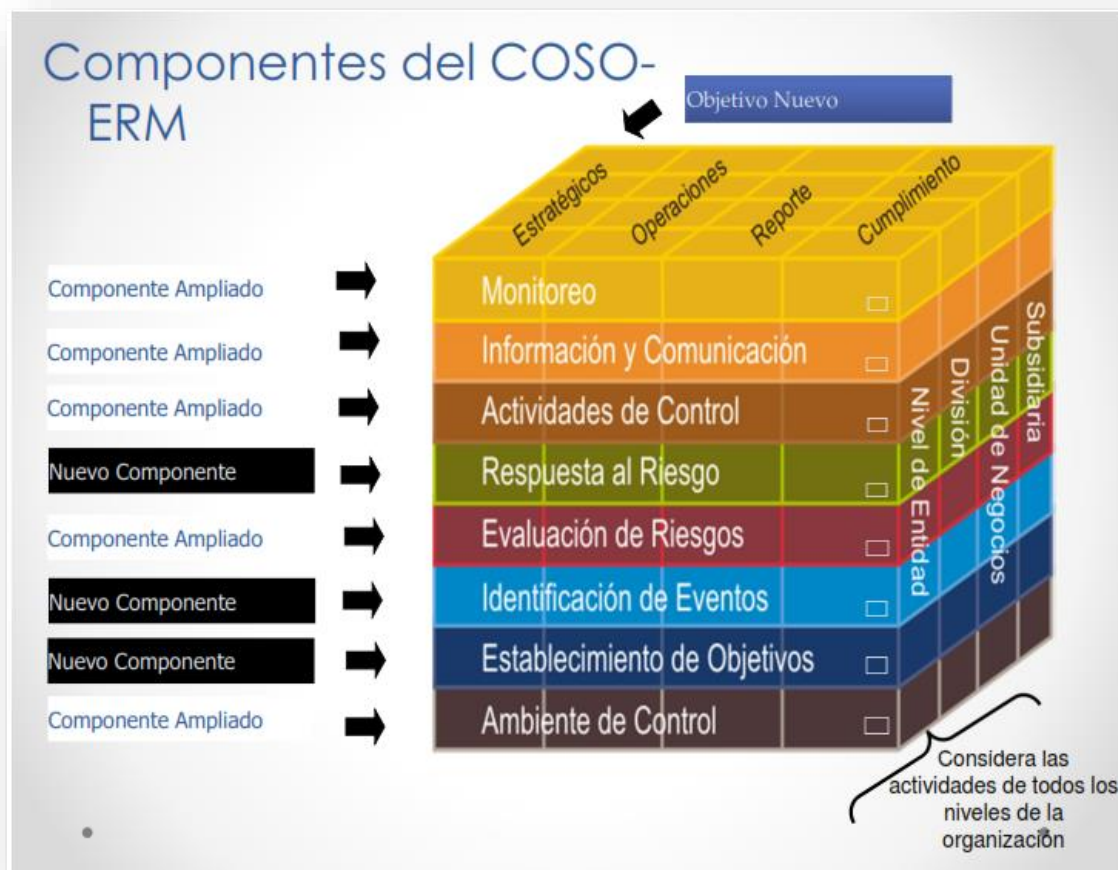 Componentes del COSO-
ERM
Objetivo Nuevo
Estratégicos
Operaciones
Reporte
Cumplimiento
Componente Ampliado
Monitoreo
Componente Ampliado
Información y Comunicación
Componente Ampliado
Actividades de Control
Nuevo Componente
Respuesta al Riesgo
Componente Ampliado
Evaluación de Riesgos
Nuevo Componente
Identificación de Eventos
Nuevo Componente
Establecimiento de Objetivos
Componente Ampliado
Ambiente de Control
Nivel de Entidad
División
Unidad de Negocios
Subsidiaria
Considera las
actividades de todos los
niveles de la
organización